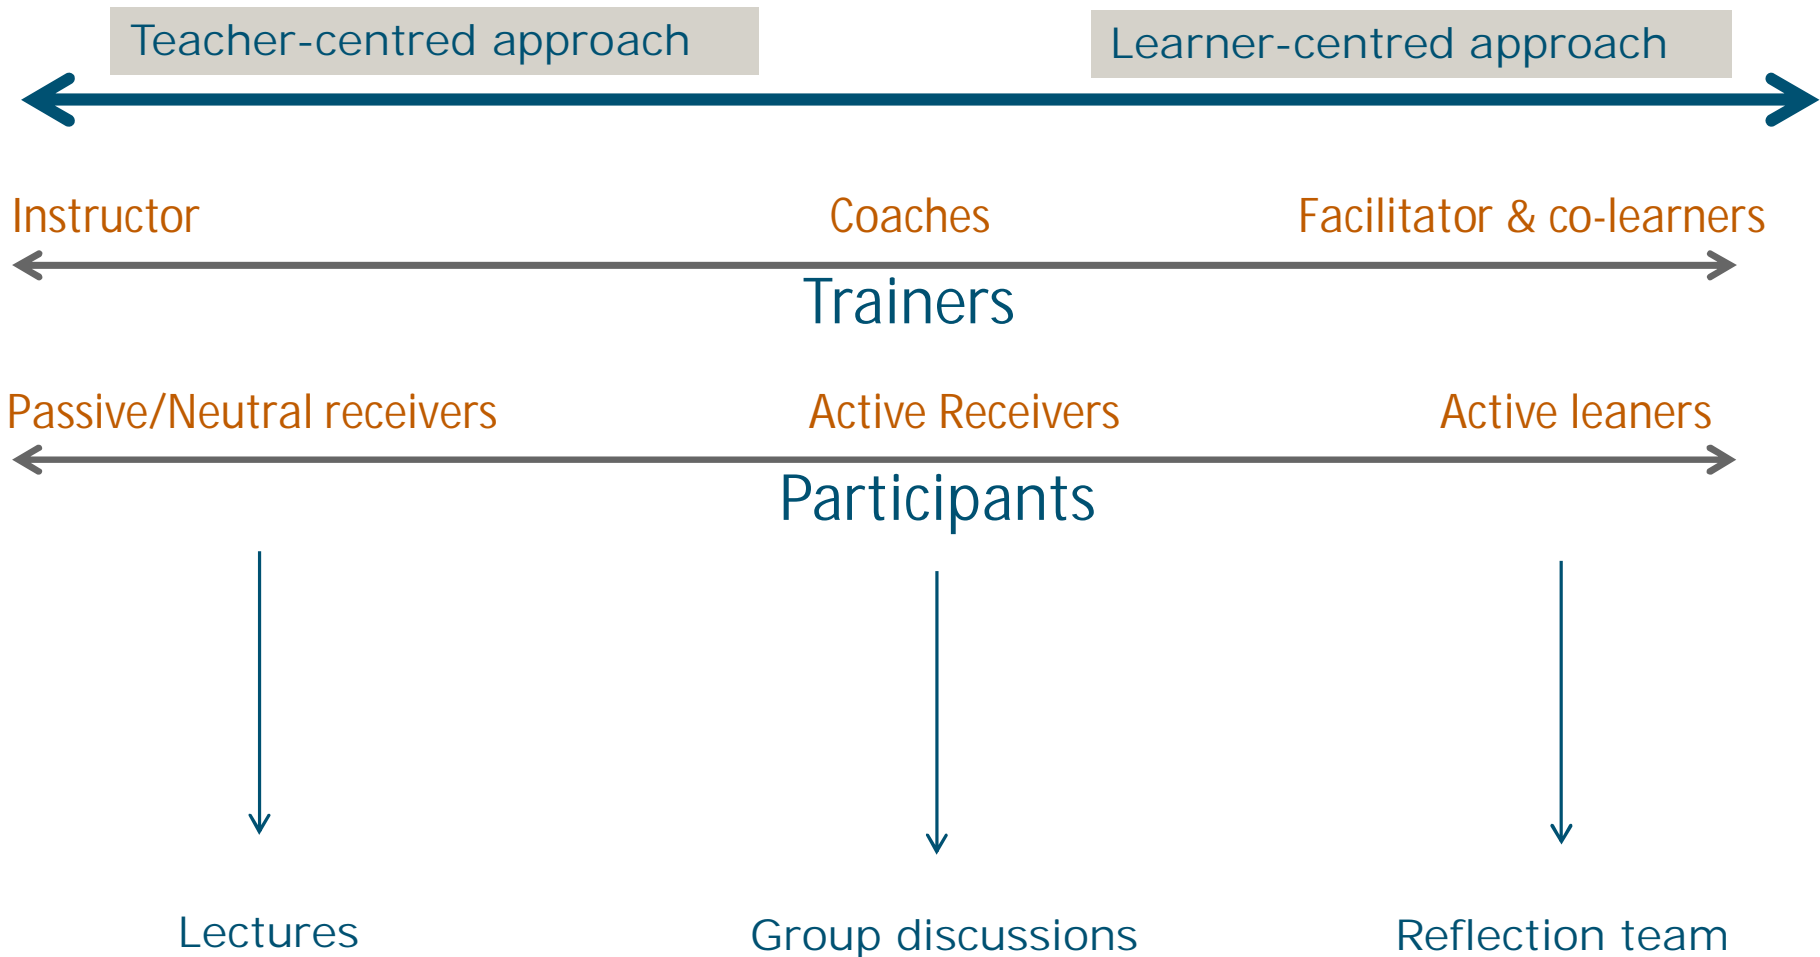 Teacher-centred approach
Learner-centred approach
Instructor
Coaches
Facilitator & co-learners
Trainers
Passive/Neutral receivers
Active Receivers
Active leaners
Participants
Lectures
Group discussions
Reflection team